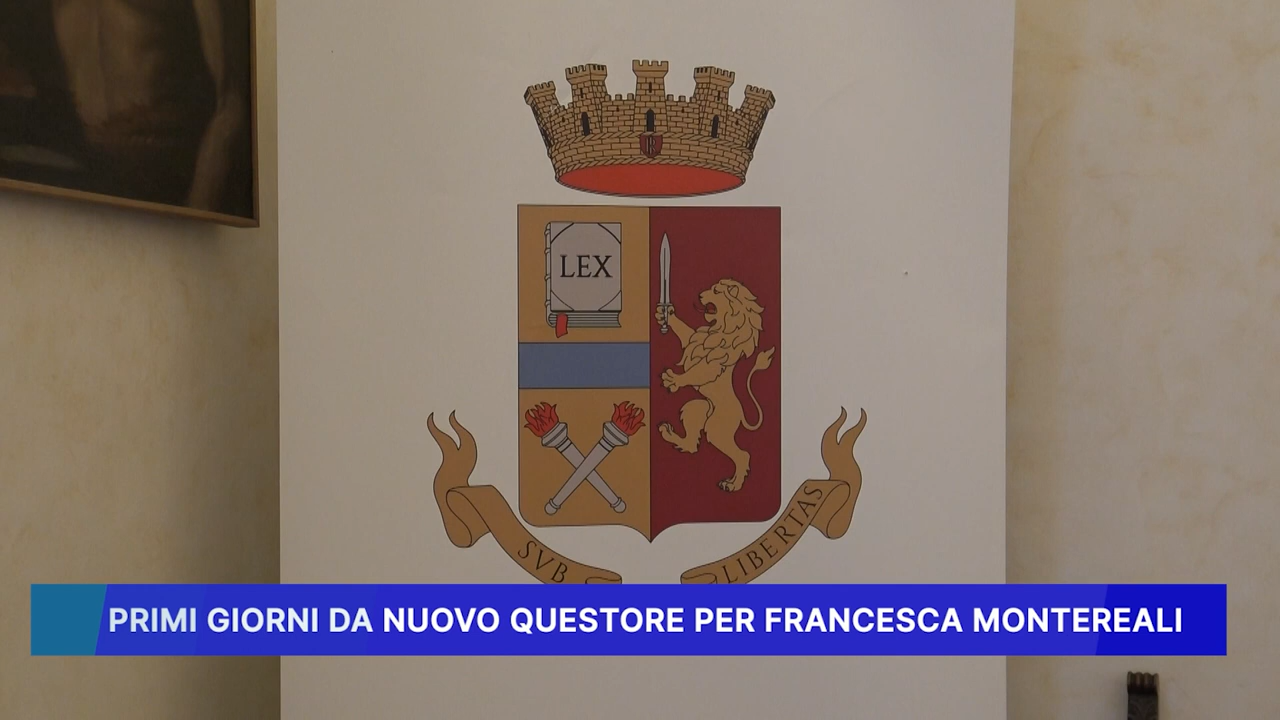 LEX
SVB
LIBERTAS
PRIMI GIORNI DA NUOVO QUESTORE PER FRANCESCA MONTEREALI